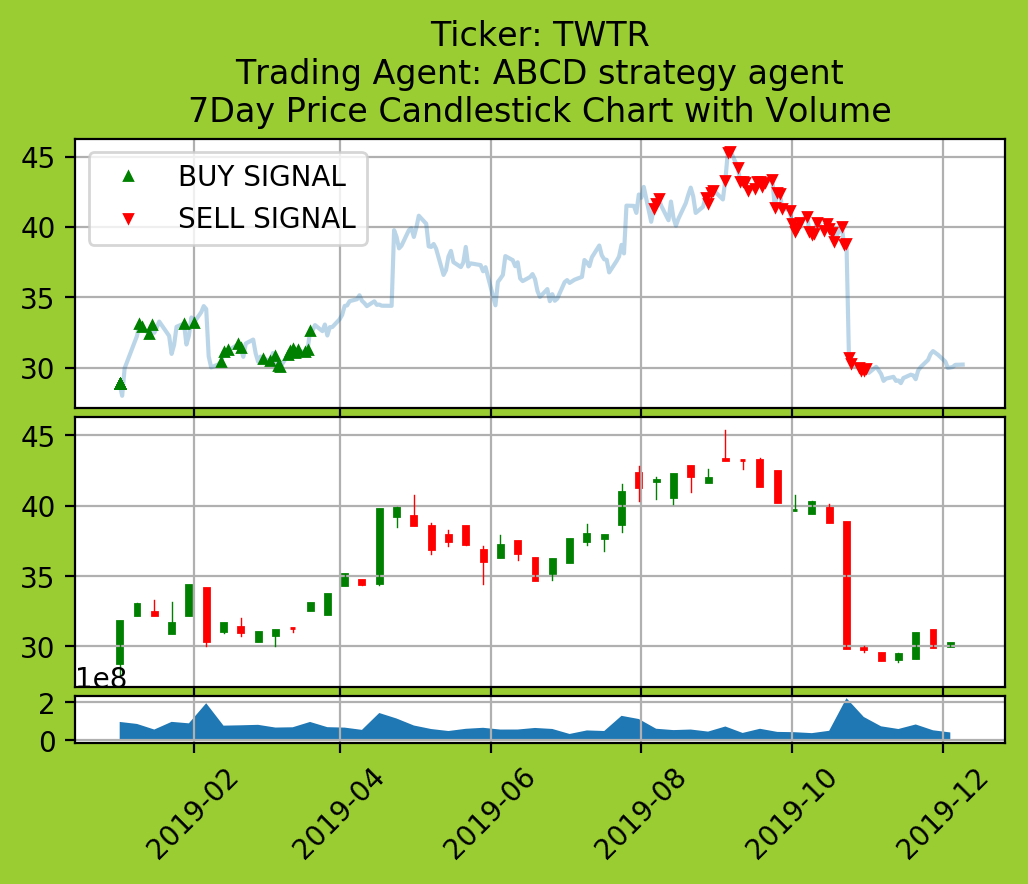 Ticker: TWTR
Trading Agent: ABCD strategy agent
7Day Price Candlestick Chart with Volume
BUY SIGNAL
SELL SIGNAL
45
40
35
30
45
40
35
30
1e8
2
0
2019-02
2019-04
2019-06
2019-08
2019-10
2019-12